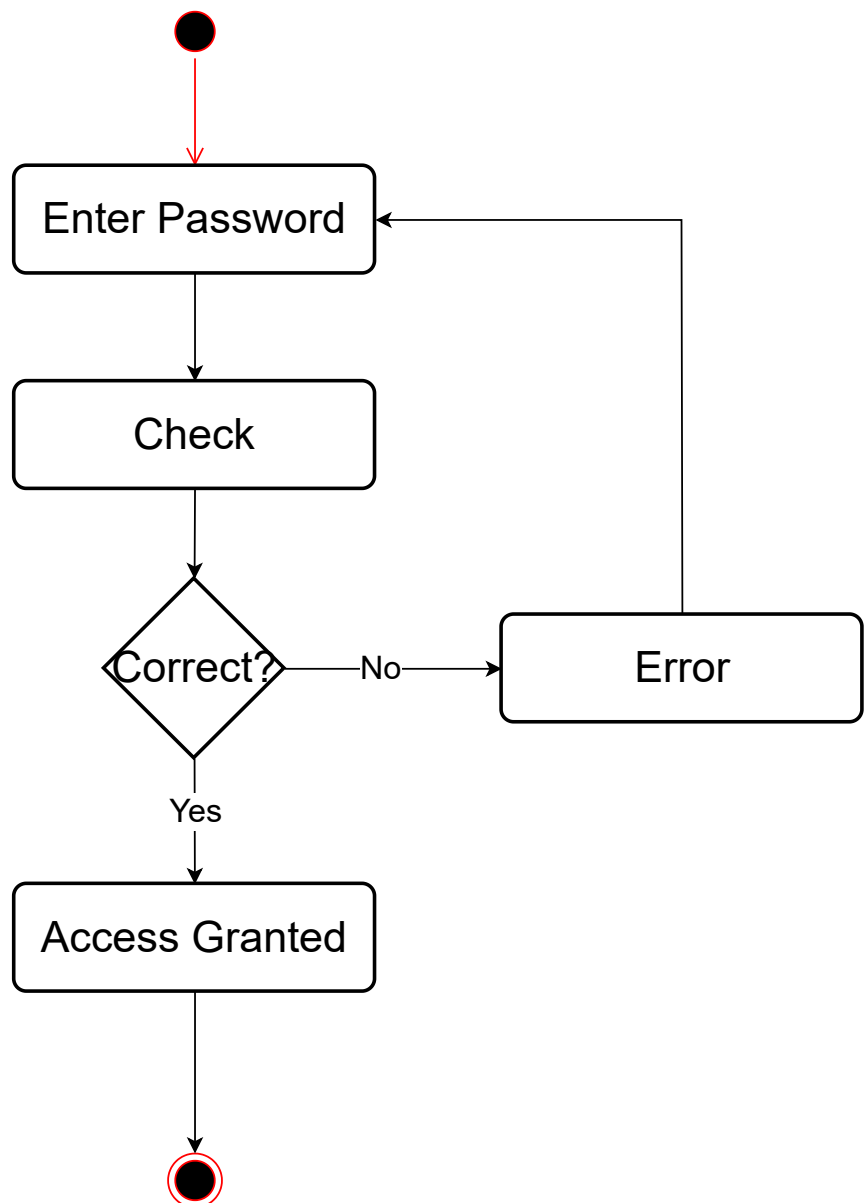 Enter Password
Check
Correct?
No
Error
Yes
Access Granted